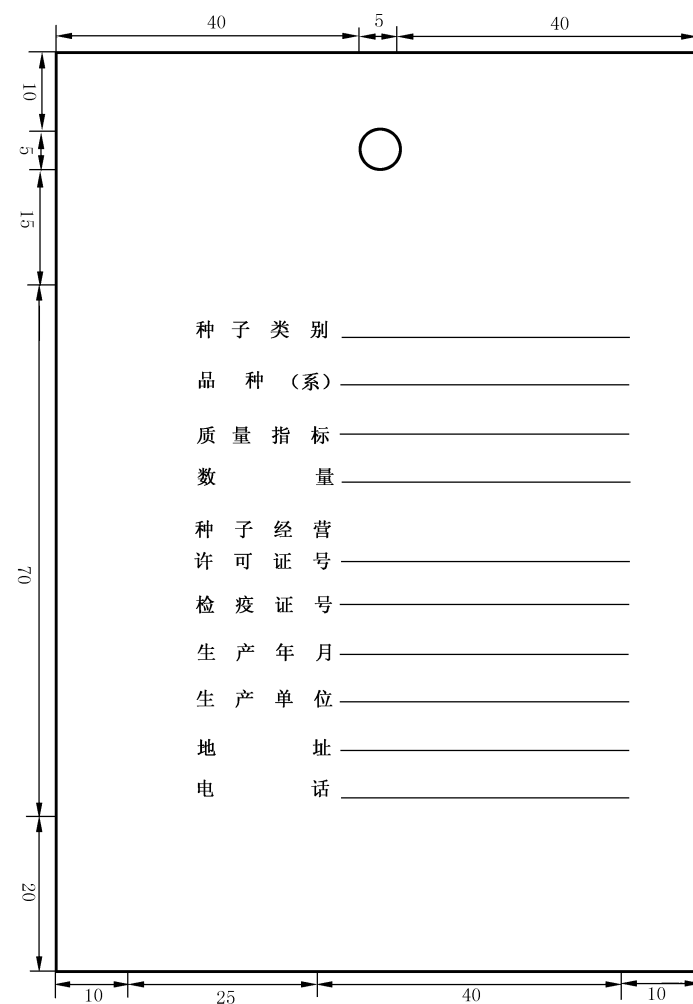 40 5 40
10
5
15
种子类别
品种（系）
质量指标
数量
种子经营
许可证号
70
检疫证号
生产年月
生产单位
地址
电话
20
10 25 40 10